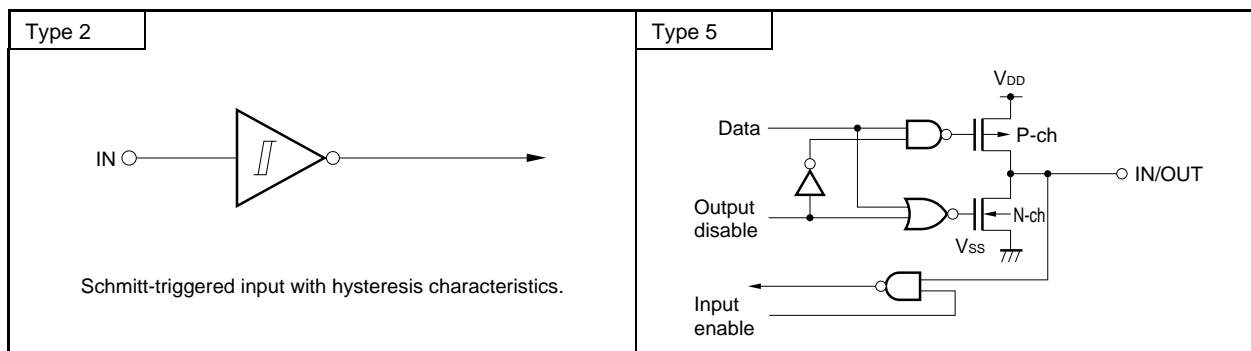 Type 2
IN
Schmitt-triggered input with hysteresis characteristics.
Type 5
VDD
Data
P-ch
IN/OUT
Output
disable
N-ch
VSS
Input
enable